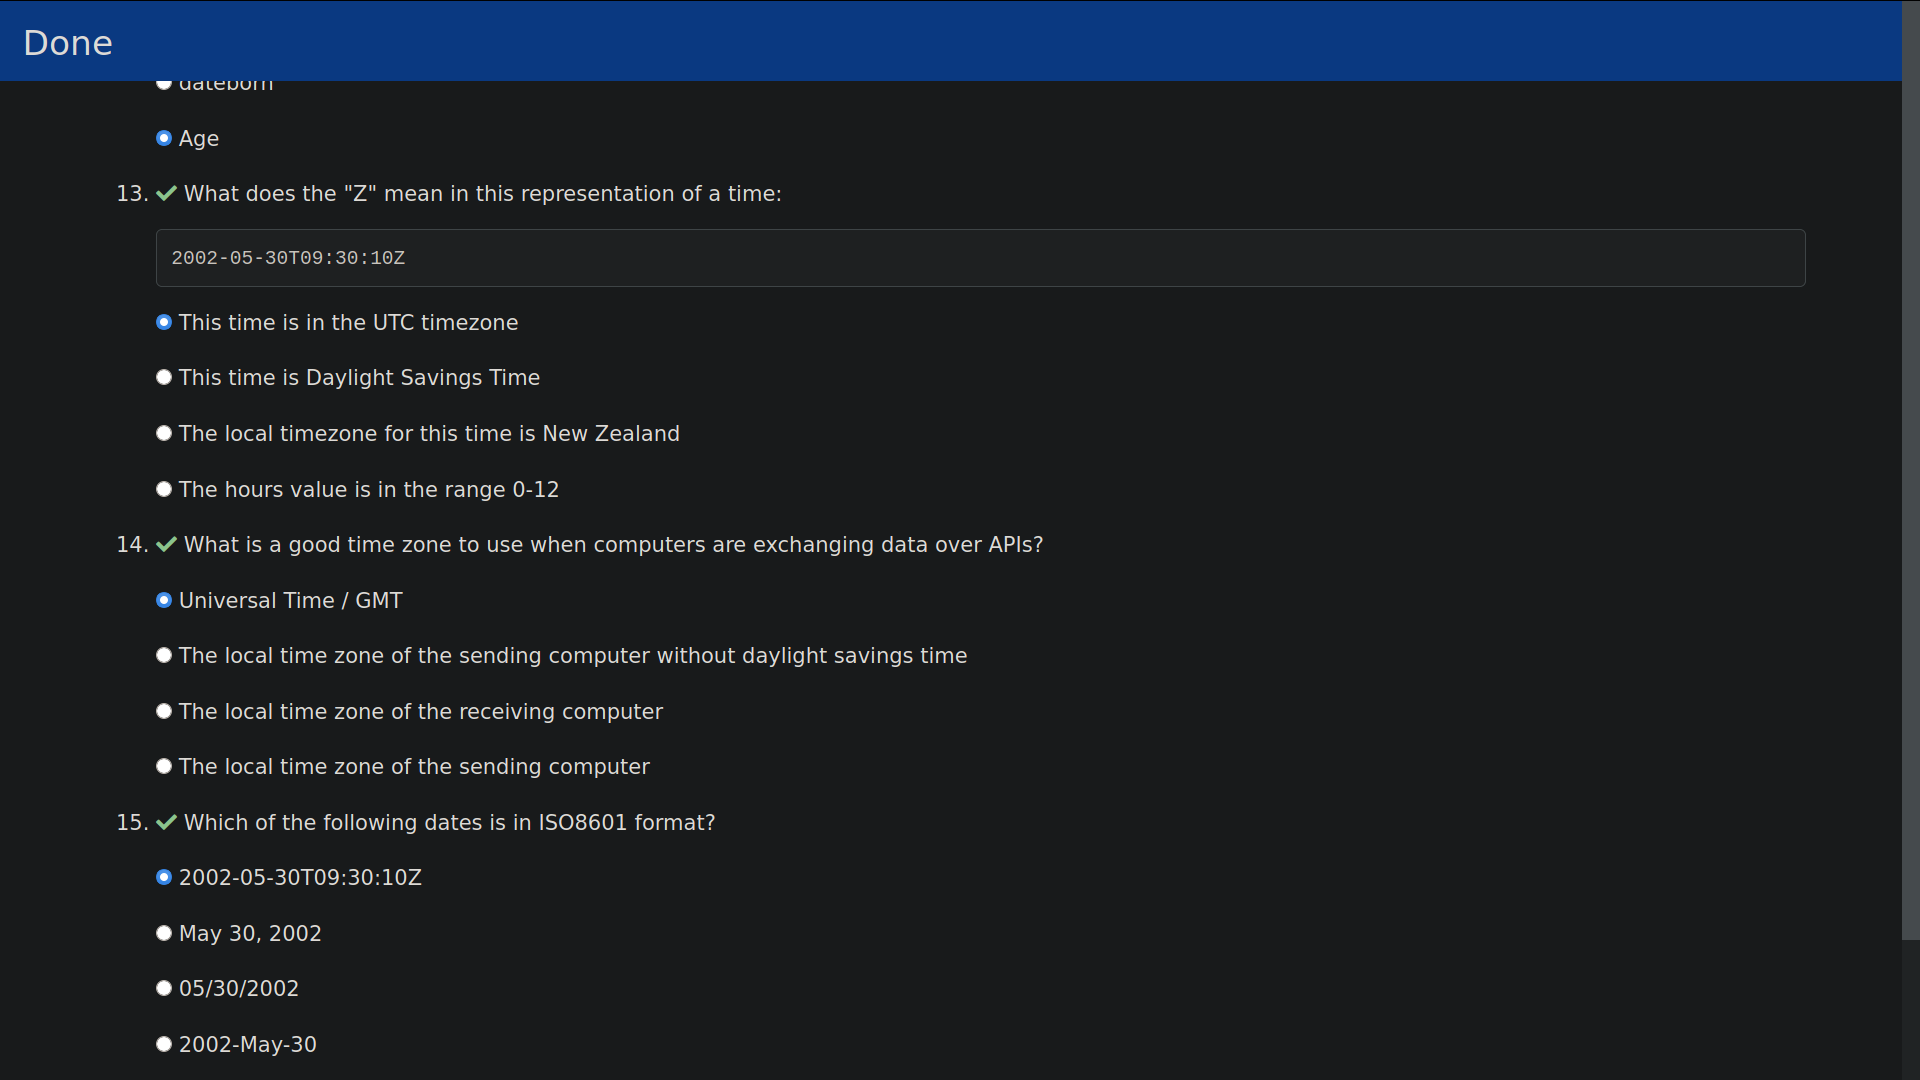 Done
dateborn
Age
13. What does the "Z" mean in this representation of a time:
2002-05-30T09:30:10Z
This time is in the UTC timezone
This time is Daylight Savings Time
The local timezone for this time is New Zealand
The hours value is in the range 0-12
14. What is a good time zone to use when computers are exchanging data over APIs?
Universal Time / GMT
The local time zone of the sending computer without daylight savings time
The local time zone of the receiving computer
The local time zone of the sending computer
15. Which of the following dates is in ISO8601 format?
2002-05-30T09:30:10Z
May 30, 2002
05/30/2002
2002-May-30